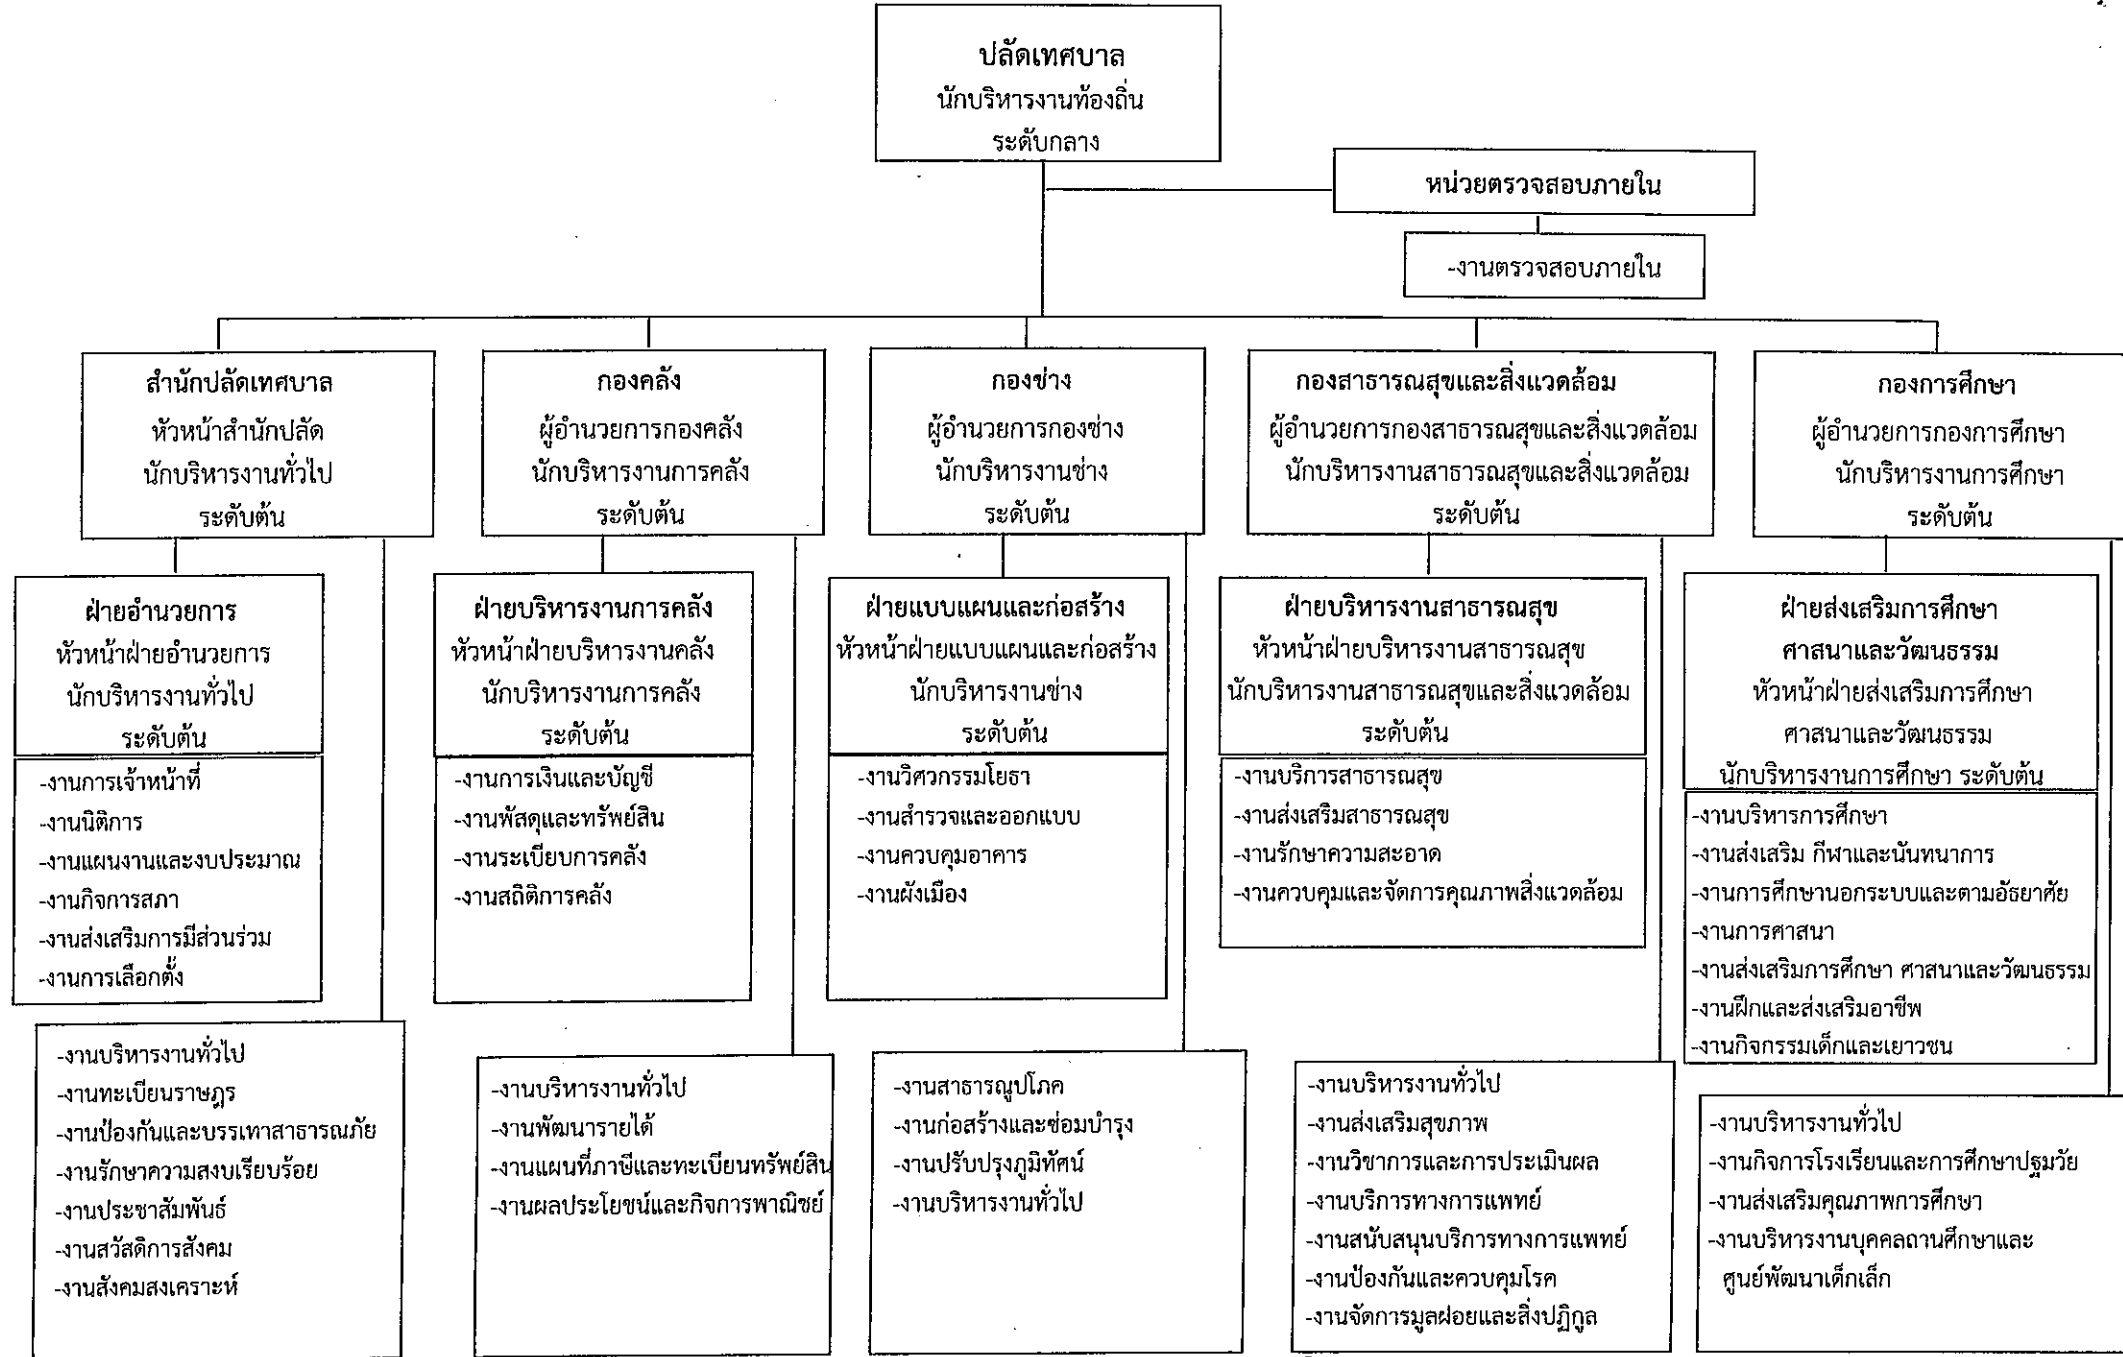 ปลัดเทศบาล
นักบริหารงานท้องถิ่น
ระดับกลาง
หน่วยตรวจสอบภายใน
-งานตรวจสอบภายใน
สำนักปลัดเทศบาล
หัวหน้าสำนักปลัด
นักบริหารงานทั่วไป
ระดับต้น
กองคลัง
ผู้อำนวยการกองคลัง
นักบริหารงานการคลัง
ระดับต้น
กองช่าง
ผู้อำนวยการกองช่าง
นักบริหารงานช่าง
ระดับต้น
กองสาธารณสุขและสิ่งแวดล้อม
ผู้อำนวยการกองสาธารณสุขและสิ่งแวดล้อม
นักบริหารงานสาธารณสุขและสิ่งแวดล้อม
ระดับต้น
กองการศึกษา
ผู้อำนวยการกองการศึกษา
นักบริหารงานการศึกษา
ระดับต้น
ฝ่ายอำนวยการ
หัวหน้าฝ่ายอำนวยการ
นักบริหารงานทั่วไป
ระดับต้น
-งานการเจ้าหน้าที่
-งานนิติการ
-งานแผนงานและงบประมาณ
-งานกิจการสภา
-งานส่งเสริมการมีส่วนร่วม
-งานการเลือกตั้ง
ฝ่ายบริหารงานการคลัง
หัวหน้าฝ่ายบริหารงานคลัง
นักบริหารงานการคลัง
ระดับต้น
-งานการเงินและบัญชี
-งานพัสดุและทรัพย์สิน
-งานระเบียบการคลัง
-งานสถิติการคลัง
ฝ่ายแบบแผนและก่อสร้าง
หัวหน้าฝ่ายแบบแผนและก่อสร้าง
นักบริหารงานช่าง
ระดับต้น
-งานวิศวกรรมโยธา
-งานสำรวจและออกแบบ
-งานควบคุมอาคาร
-งานผังเมือง
ฝ่ายบริหารงานสาธารณสุข
หัวหน้าฝ่ายบริหารงานสาธารณสุข
นักบริหารงานสาธารณสุขและสิ่งแวดล้อม
ระดับต้น
-งานบริการสาธารณสุข
-งานส่งเสริมสาธารณสุข
-งานรักษาความสะอาด
-งานควบคุมและจัดการคุณภาพสิ่งแวดล้อม
ฝ่ายส่งเสริมการศึกษา
ศาสนาและวัฒนธรรม
หัวหน้าฝ่ายส่งเสริมการศึกษา
ศาสนาและวัฒนธรรม
นักบริหารงานการศึกษา ระดับต้น
-งานบริหารการศึกษา
-งานส่งเสริม กีฬาและนันทนาการ
-งานการศึกษานอกระบบและตามอัธยาศัย
-งานการศาสนา
-งานส่งเสริมการศึกษา ศาสนาและวัฒนธรรม
-งานฝึกและส่งเสริมอาชีพ
-งานกิจกรรมเด็กและเยาวชน
-งานบริหารงานทั่วไป
-งานทะเบียนราษฎร
-งานป้องกันและบรรเทาสาธารณภัย
-งานรักษาความสงบเรียบร้อย
-งานประชาสัมพันธ์
-งานสวัสดิการสังคม
-งานสังคมสงเคราะห์
-งานบริหารงานทั่วไป
-งานพัฒนารายได้
-งานแผนที่ภาษีและทะเบียนทรัพย์สิน
-งานผลประโยชน์และกิจการพาณิชย์
-งานสาธารณูปโภค
-งานก่อสร้างและซ่อมบำรุง
-งานปรับปรุงภูมิทัศน์
-งานบริหารงานทั่วไป
-งานบริหารงานทั่วไป
-งานส่งเสริมสุขภาพ
-งานวิชาการและการประเมินผล
-งานบริการทางการแพทย์
-งานสนับสนุนบริการทางการแพทย์
-งานป้องกันและควบคุมโรค
-งานจัดการมูลฝอยและสิ่งปฏิกูล
-งานบริหารงานทั่วไป
-งานกิจการโรงเรียนและการศึกษาปฐมวัย
-งานส่งเสริมคุณภาพการศึกษา
-งานบริหารงานบุคคลถานศึกษาและ
ศูนย์พัฒนาเด็กเล็ก